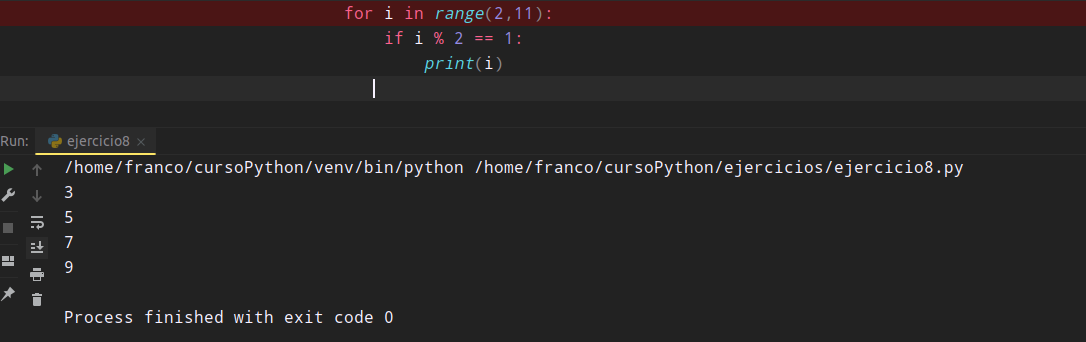 for i in range(2,11):
if i % 2 == 1:
print(i)
Run: ejercicio8 ×
/home/franco/cursoPython/venv/bin/python /home/franco/cursoPython/ejercicios/ejercicio8.py
3
5
7
9
Process finished with exit code 0